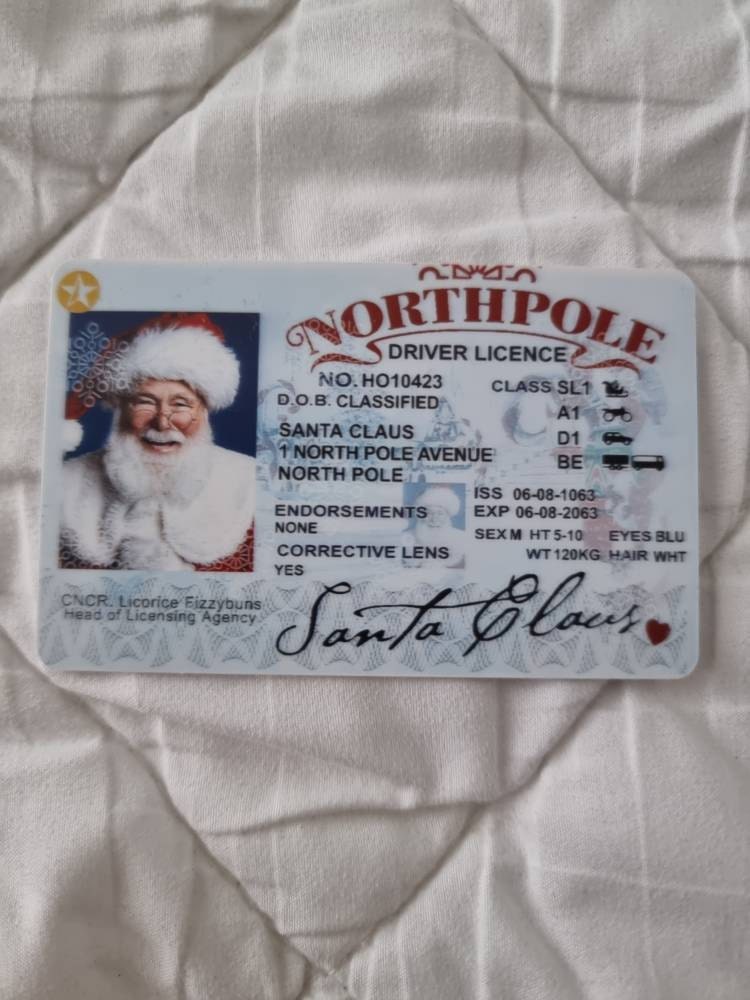 NORTHPOLE
DRIVER LICENCE
NO. HO10423
D.O.B. CLASSIFIED
SANTA CLAUS
1 NORTH POLE AVENUE
NORTH POLE
ENDORSEMENTS
NONE
CORRECTIVE LENS
YES
CLASS SL1
A1
D1
BE
ISS 06-08-1063
EXP 06-08-2063
SEX M HT 5-10 EYES BLU
WT 120KG HAIR WHT
CNCR. Licorice Fizzybuns
Head of Licensing Agency
Santa Claus